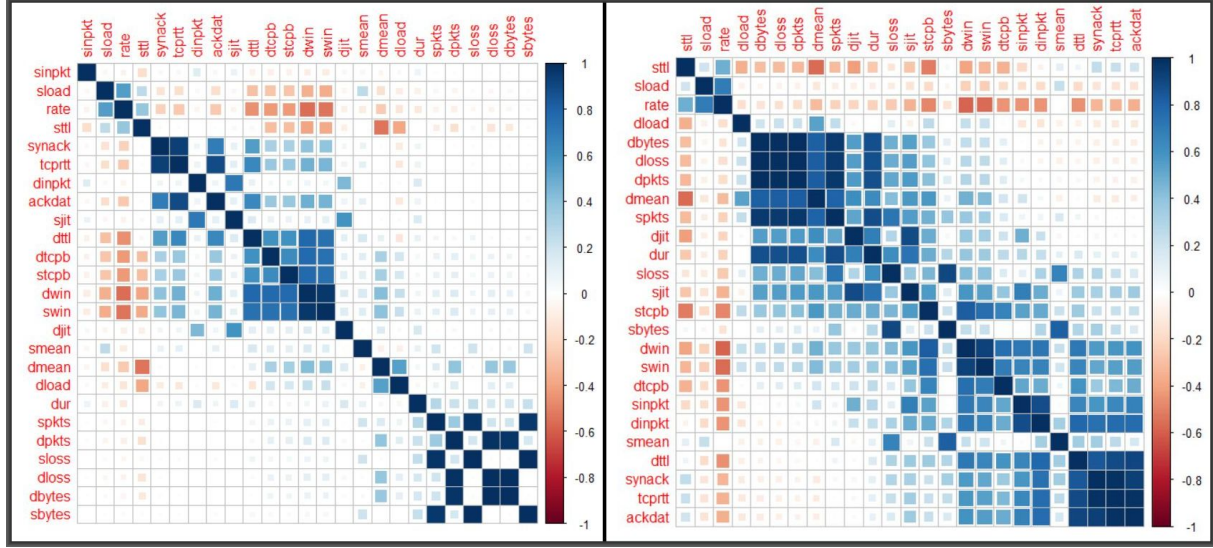 sinpkt sload rate sttl synack tcprtt dinpkt ackdat sjit dttl dtcpb stcpb dwin swin djit smean dmean dload dur spkts dpkts sloss dloss dbytes sbytes
sinpkt
sload
rate
sttl
synack
tcprtt
dinpkt
ackdat
sjit
dttl
dtcpb
stcpb
dwin
swin
djit
smean
dmean
dload
dur
spkts
dpkts
sloss
dloss
dbytes
sbytes
1
0.8
0.6
0.4
0.2
0
-0.2
-0.4
-0.6
-0.8
-1
sttl sload rate dload dbytes dloss dpkts dmean spkts djit dur sloss sjit stcpb sbytes dwin swin dtcpb sinpkt dinpkt smean dttl synack tcprtt ackdat
sttl
sload
rate
dload
dbytes
dloss
dpkts
dmean
spkts
djit
dur
sloss
sjit
stcpb
sbytes
dwin
swin
dtcpb
sinpkt
dinpkt
smean
dttl
synack
tcprtt
ackdat
1
0.8
0.6
0.4
0.2
0
-0.2
-0.4
-0.6
-0.8
-1